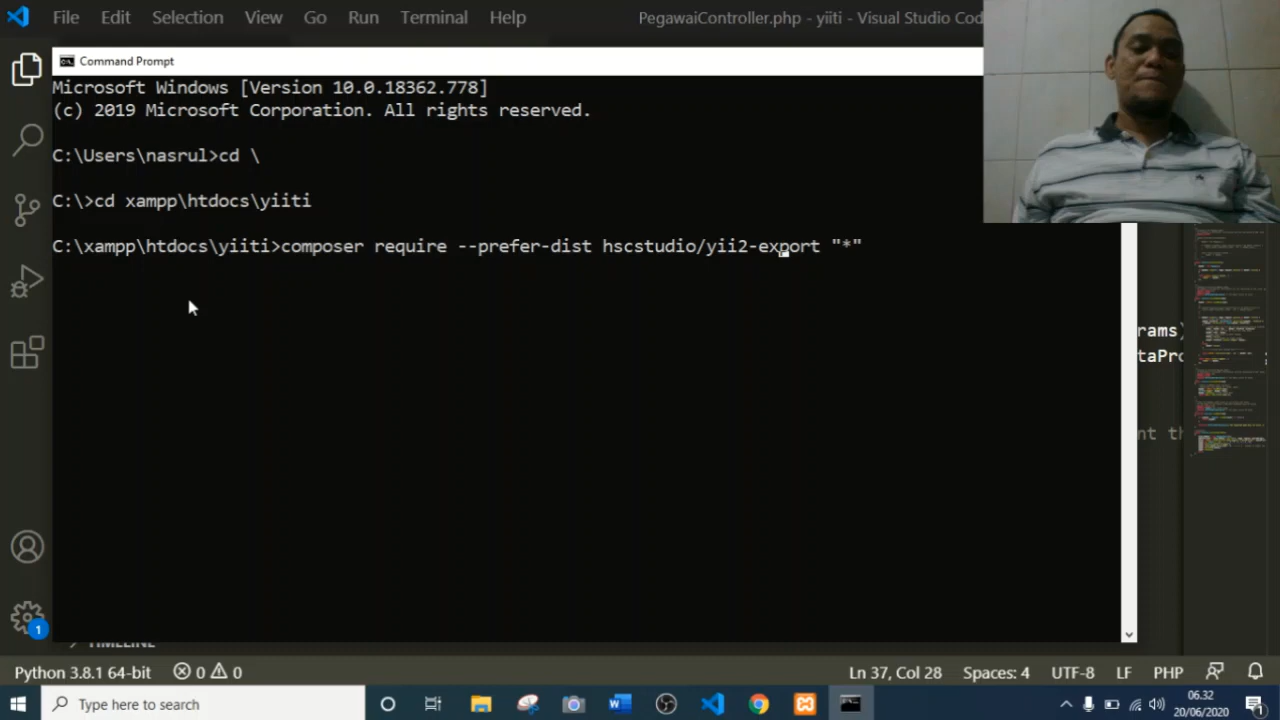 File Edit Selection View Go Run Terminal Help PegawaiController.php - yiiti - Visual Studio Cod
Command Prompt
Microsoft Windows [Version 10.0.18362.778]
(c) 2019 Microsoft Corporation. All rights reserved.
C:\Users\nasrul>cd \
C:\>cd xampp\htdocs\yiiti
C:\xampp\htdocs\yiiti>composer require --prefer-dist hscstudio/yii2-export "*"
rams)
taPro
nt th
1
TIMELINE
Python 3.8.1 64-bit 0 0 Ln 37, Col 28 Spaces: 4 UTF-8 LF PHP
Type here to search
06.32
20/06/2020
1